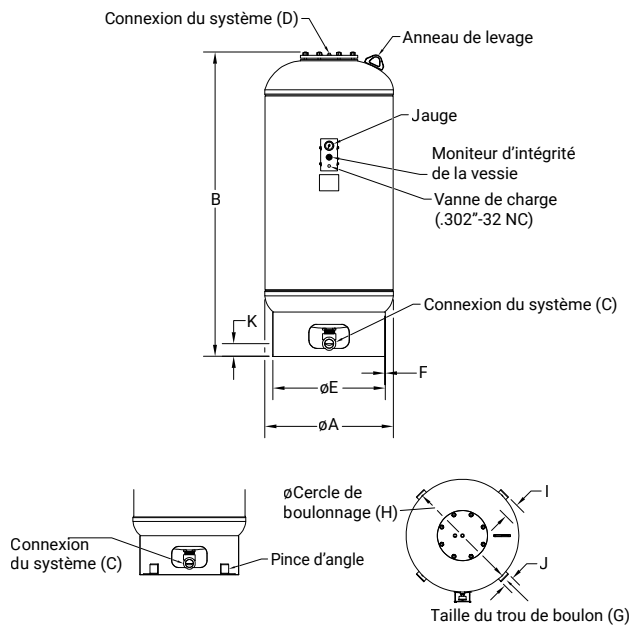 Connexion du système (D)
Anneau de levage
Jauge
Moniteur d’intégrité
de la vessie
Vanne de charge
(.302”-32 NC)
B
Connexion du système (C)
K
F
øE
øA
øCercle de
boulonnage (H)
I
Connexion
du système (C)
Pince d’angle
J
Taille du trou de boulon (G)